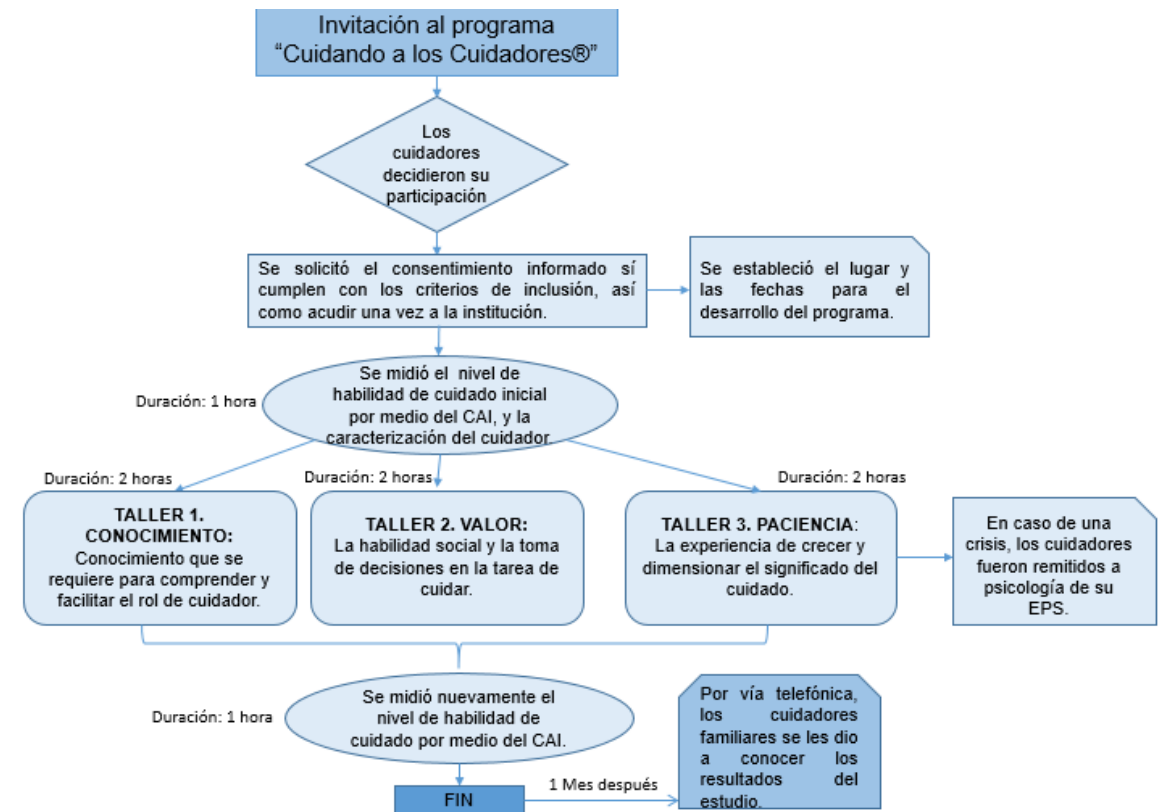 Invitación al programa
“Cuidando a los Cuidadores®”
Los
cuidadores
decidieron su
participación
Se solicitó el consentimiento informado sí
cumplen con los criterios de inclusión, así
como acudir una vez a la institución.
Se estableció el lugar y
las fechas para el
desarrollo del programa.
Duración: 1 hora
Se midió el nivel de
habilidad de cuidado inicial
por medio del CAI, y la
caracterización del cuidador.
Duración: 2 horas
Duración: 2 horas
Duración: 2 horas
TALLER 1.
CONOCIMIENTO:
Conocimiento que se
requiere para comprender y
facilitar el rol de cuidador.
TALLER 2. VALOR:
La habilidad social y la toma
de decisiones en la tarea de
cuidar.
TALLER 3. PACIENCIA:
La experiencia de crecer y
dimensionar el significado del
cuidado.
En caso de una
crisis, los cuidadores
fueron remitidos a
psicología de su
EPS.
Duración: 1 hora
Se midió nuevamente el
nivel de habilidad de
cuidado por medio del CAI.
Por vía telefónica,
los cuidadores
familiares se les dio
a conocer los
resultados del
estudio.
FIN
1 Mes después